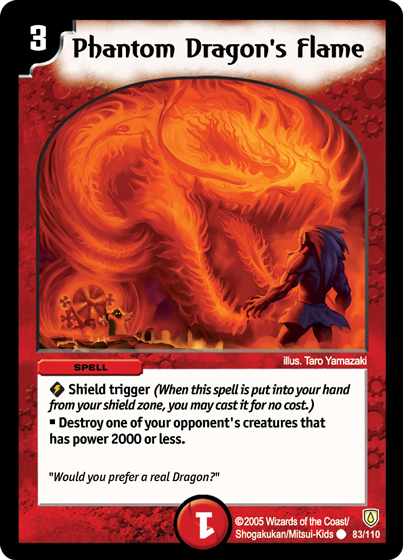 3
Phantom Dragon's Flame
illus. Taro Yamazaki
SPELL
Shield trigger (When this spell is put into your hand
from your shield zone, you may cast it for no cost.)
▪ Destroy one of your opponent's creatures that
has power 2000 or less.
"Would you prefer a real Dragon?"
1
©2005 Wizards of the Coast/
Shogakukan/Mitsui-Kids ● 83/110